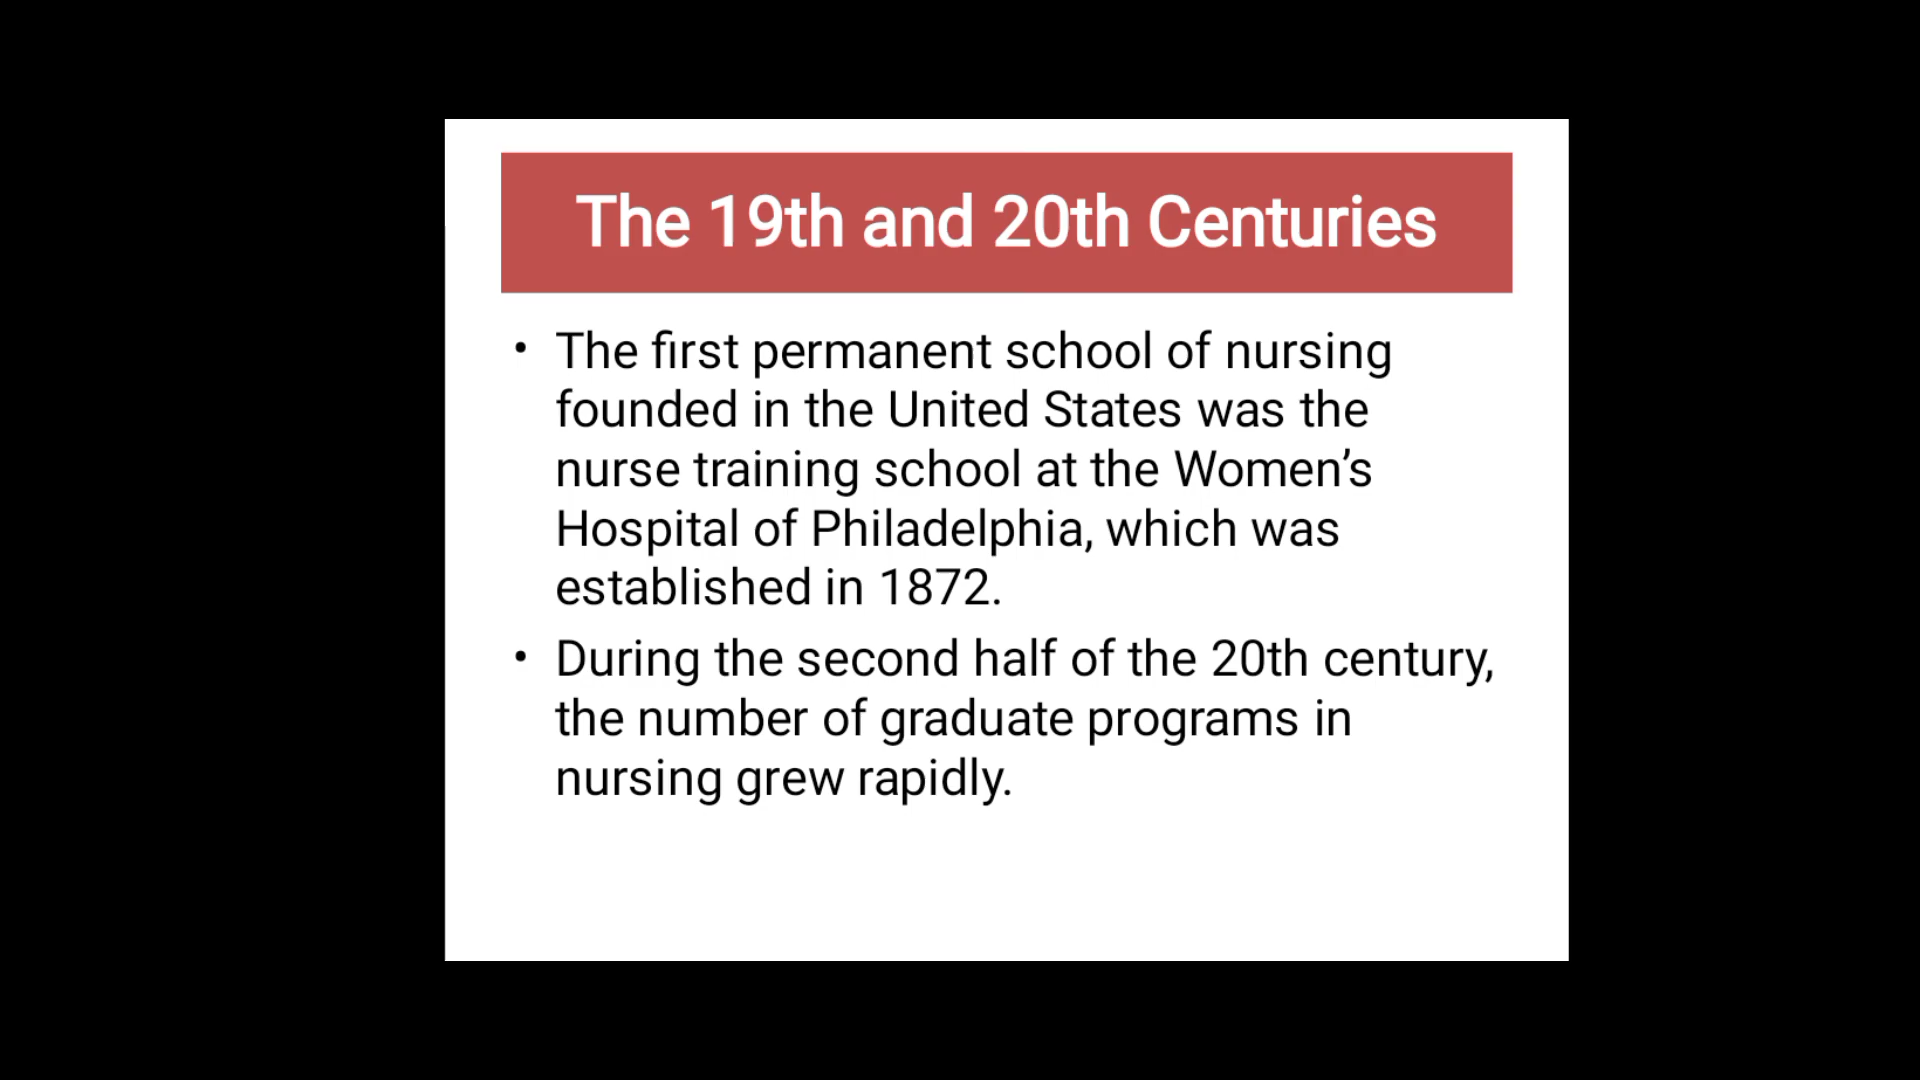 The 19th and 20th Centuries
• The first permanent school of nursing
founded in the United States was the
nurse training school at the Women’s
Hospital of Philadelphia, which was
established in 1872.
• During the second half of the 20th century,
the number of graduate programs in
nursing grew rapidly.